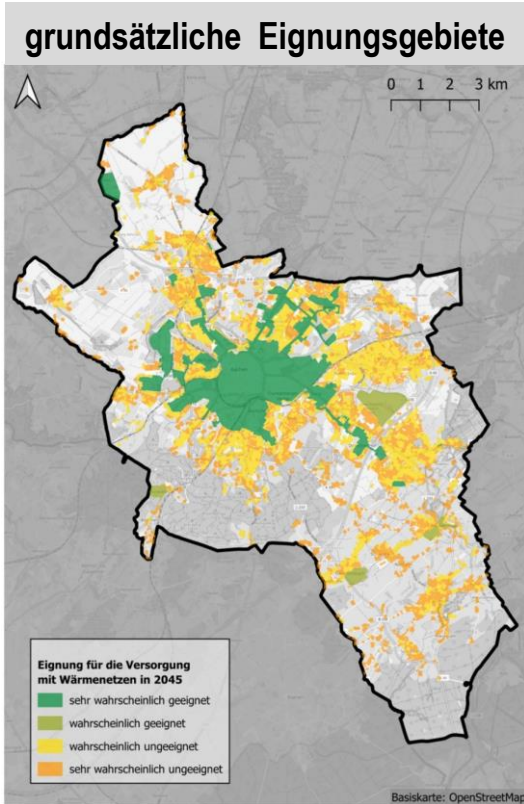 grundsätzliche Eignungsgebiete
0 1 2 3 km
Eignung für die Versorgung
mit Wärmenetzen in 2045
sehr wahrscheinlich geeignet
wahrscheinlich geeignet
wahrscheinlich ungeeignet
sehr wahrscheinlich ungeeignet
Basiskarte: OpenStreetMap